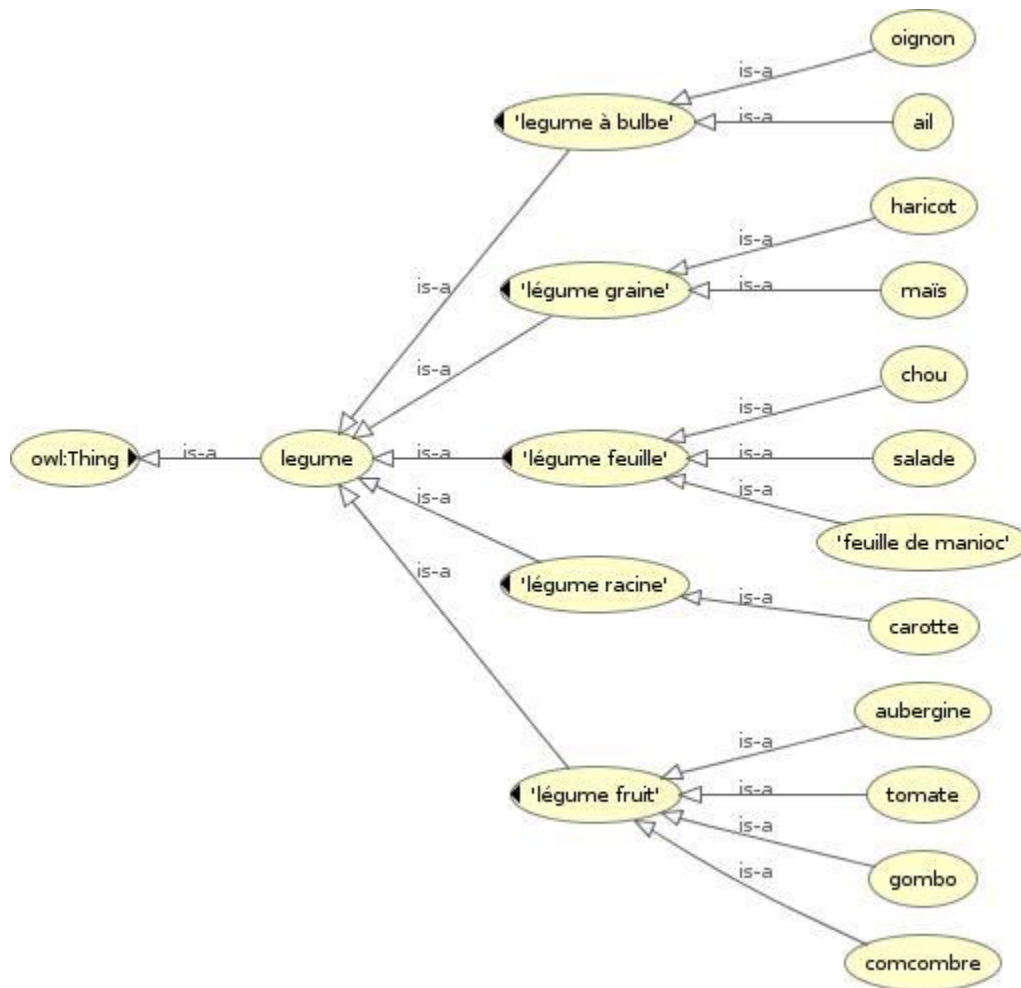 oignon
is-a
'legume à bulbe'
is-a
ail
haricot
is-a
is-a
'légume graine'
is-a
maïs
is-a
chou
is-a
owl:Thing
is-a
legume
is-a
'légume feuille'
is-a
salade
is-a
is-a
'feuille de manioc'
is-a
'légume racine'
is-a
carotte
aubergine
is-a
'légume fruit'
is-a
tomate
is-a
gombo
is-a
comcombre